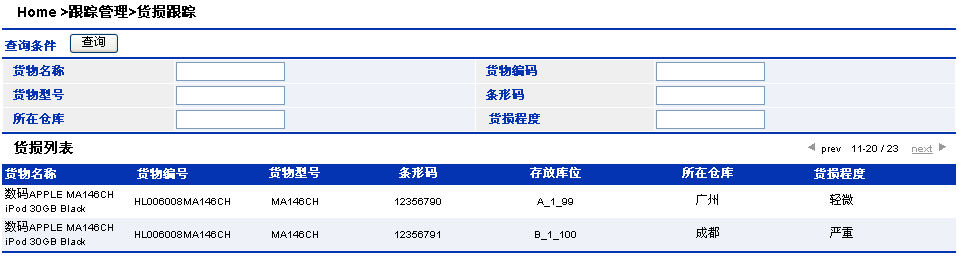 Home >跟踪管理>货损跟踪
查询条件 查询
货物名称 货物编码
货物型号 条形码
所在仓库 货损程度
货损列表 prev 11-20 / 23 next
货物名称 货物编号 货物型号 条形码 存放库位 所在仓库 货损程度
数码APPLE MA146CH
iPod 30GB Black HL006008MA146CH MA146CH 12356790 A_1_99 广州 轻微
数码APPLE MA146CH
iPod 30GB Black HL006008MA146CH MA146CH 12356791 B_1_100 成都 严重